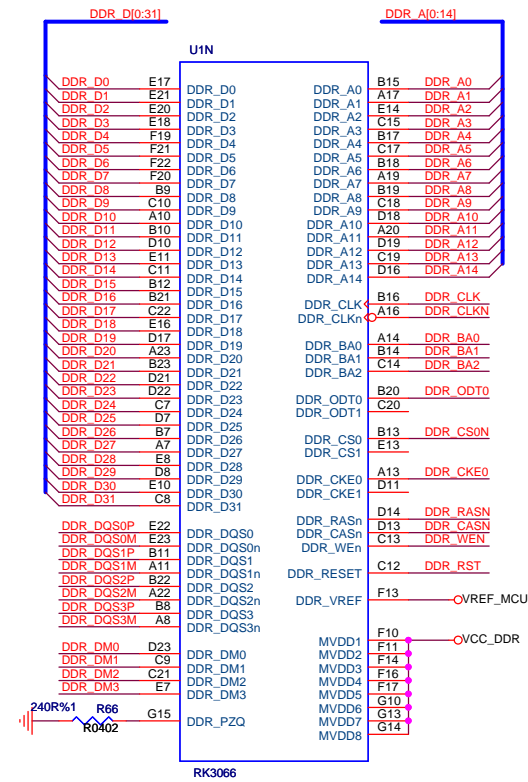 DDR_D[0:31] DDR_A[0:14]
U1N
DDR_D0 E17 DDR_D0 DDR_A0 B15 DDR_A0
DDR_D1 E21 DDR_D1 DDR_A1 A17 DDR_A1
DDR_D2 E20 DDR_D2 DDR_A2 E14 DDR_A2
DDR_D3 E18 DDR_D3 DDR_A3 C15 DDR_A3
DDR_D4 F19 DDR_D4 DDR_A4 B17 DDR_A4
DDR_D5 F21 DDR_D5 DDR_A5 C17 DDR_A5
DDR_D6 F22 DDR_D6 DDR_A6 B18 DDR_A6
DDR_D7 F20 DDR_D7 DDR_A7 A19 DDR_A7
DDR_D8 B9 DDR_D8 DDR_A8 B19 DDR_A8
DDR_D9 C10 DDR_D9 DDR_A9 C18 DDR_A9
DDR_D10 A10 DDR_D10 DDR_A10 D18 DDR_A10
DDR_D11 B10 DDR_D11 DDR_A11 A20 DDR_A11
DDR_D12 D10 DDR_D12 DDR_A12 D19 DDR_A12
DDR_D13 E11 DDR_D13 DDR_A13 C19 DDR_A13
DDR_D14 C11 DDR_D14 DDR_A14 D16 DDR_A14
DDR_D15 B12 DDR_D15
DDR_D16 B21 DDR_D16 DDR_CLK B16 DDR_CLK
DDR_D17 C22 DDR_D17 DDR_CLKn A16 DDR_CLKN
DDR_D18 E16 DDR_D18
DDR_D19 D17 DDR_D19 DDR_BA0 A14 DDR_BA0
DDR_D20 A23 DDR_D20 DDR_BA1 B14 DDR_BA1
DDR_D21 B23 DDR_D21 DDR_BA2 C14 DDR_BA2
DDR_D22 D21 DDR_D22
DDR_D23 D22 DDR_D23 DDR_ODT0 B20 DDR_ODT0
DDR_D24 C7 DDR_D24 DDR_ODT1 C20
DDR_D25 D7 DDR_D25
DDR_D26 B7 DDR_D26 DDR_CS0 B13 DDR_CS0N
DDR_D27 A7 DDR_D27 DDR_CS1 E13
DDR_D28 E8 DDR_D28
DDR_D29 D8 DDR_D29 DDR_CKE0 A13 DDR_CKE0
DDR_D30 E10 DDR_D30 DDR_CKE1 D11
DDR_D31 C8 DDR_D31
DDR_RASn D14 DDR_RASN
DDR_DQS0P E22 DDR_DQS0 DDR_CASn D13 DDR_CASN
DDR_DQS0M E23 DDR_DQS0n DDR_WEn C13 DDR_WEN
DDR_DQS1P B11 DDR_DQS1
DDR_DQS1M A11 DDR_DQS1n DDR_RESET C12 DDR_RST
DDR_DQS2P B22 DDR_DQS2
DDR_DQS2M A22 DDR_DQS2n DDR_VREF F13 VREF_MCU
DDR_DQS3P B8 DDR_DQS3
DDR_DQS3M A8 DDR_DQS3n
MVDD1 F10 VCC_DDR
DDR_DM0 D23 DDR_DM0 MVDD2 F11
DDR_DM1 C9 DDR_DM1 MVDD3 F14
DDR_DM2 C21 DDR_DM2 MVDD4 F16
DDR_DM3 E7 DDR_DM3 MVDD5 F17
240R%1 R66 MVDD6 G10
R0402 G15 DDR_PZQ MVDD7 G13
MVDD8 G14
RK3066